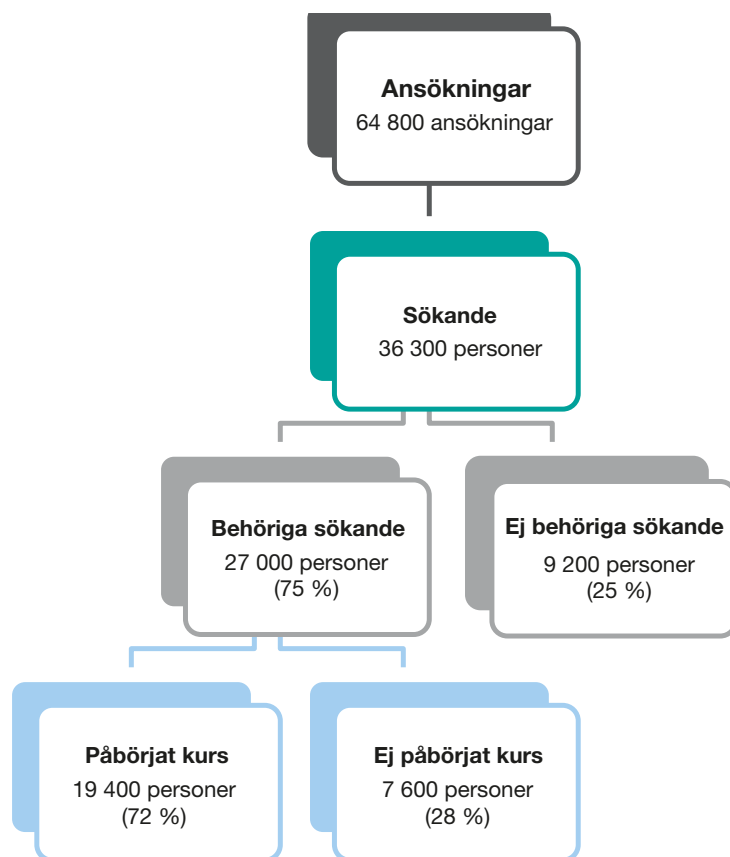 Ansökningar
64 800 ansökningar
Sökande
36 300 personer
Behöriga sökande
27 000 personer
(75 %)
Ej behöriga sökande
9 200 personer
(25 %)
Påbörjat kurs
19 400 personer
(72 %)
Ej påbörjat kurs
7 600 personer
(28 %)